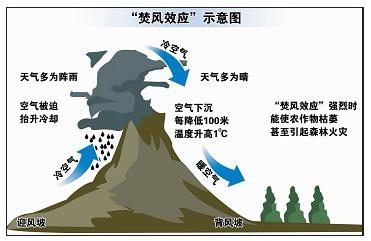 “焚风效应”示意图
冷空气
天气多为阵雨
天气多为晴
空气被迫
抬升冷却
空气下沉
每降低100米
温度升高1℃
“焚风效应”强烈时
能使农作物枯萎
甚至引起森林火灾
冷空气
暖空气
迎风坡
背风坡